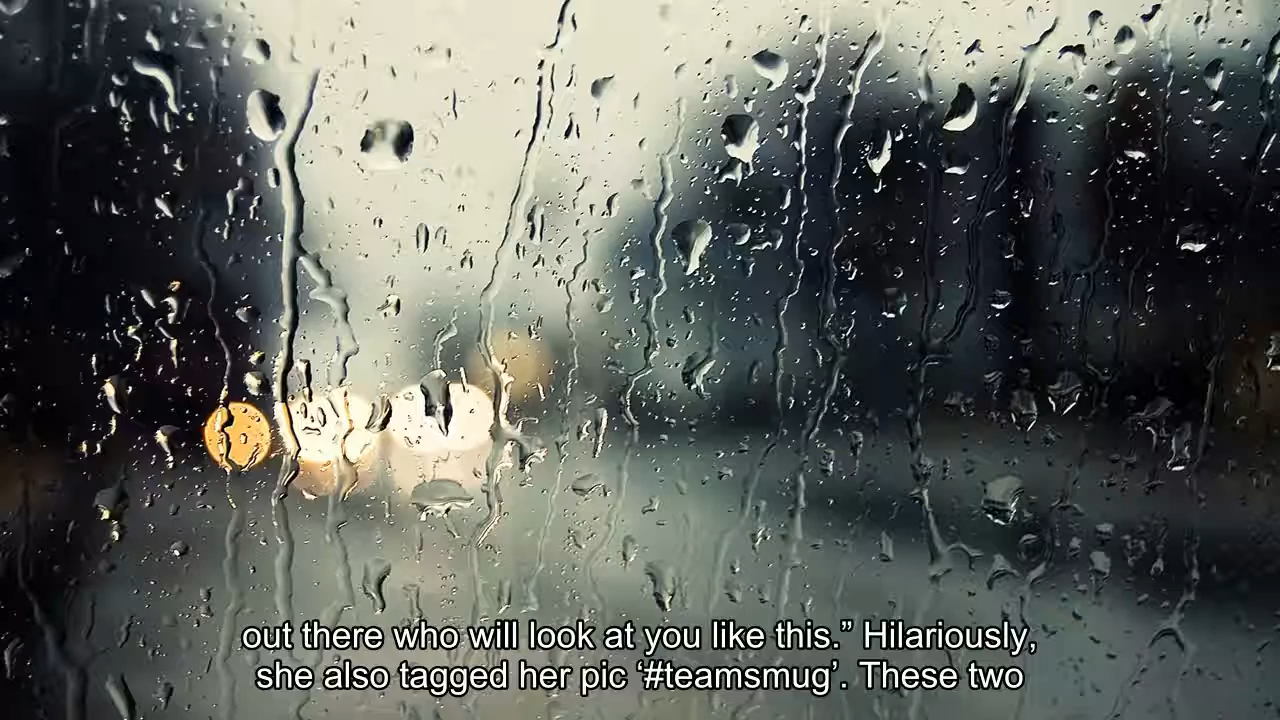 out there who will look at you like this.” Hilariously,
she also tagged her pic ‘#teamsmug’. These two